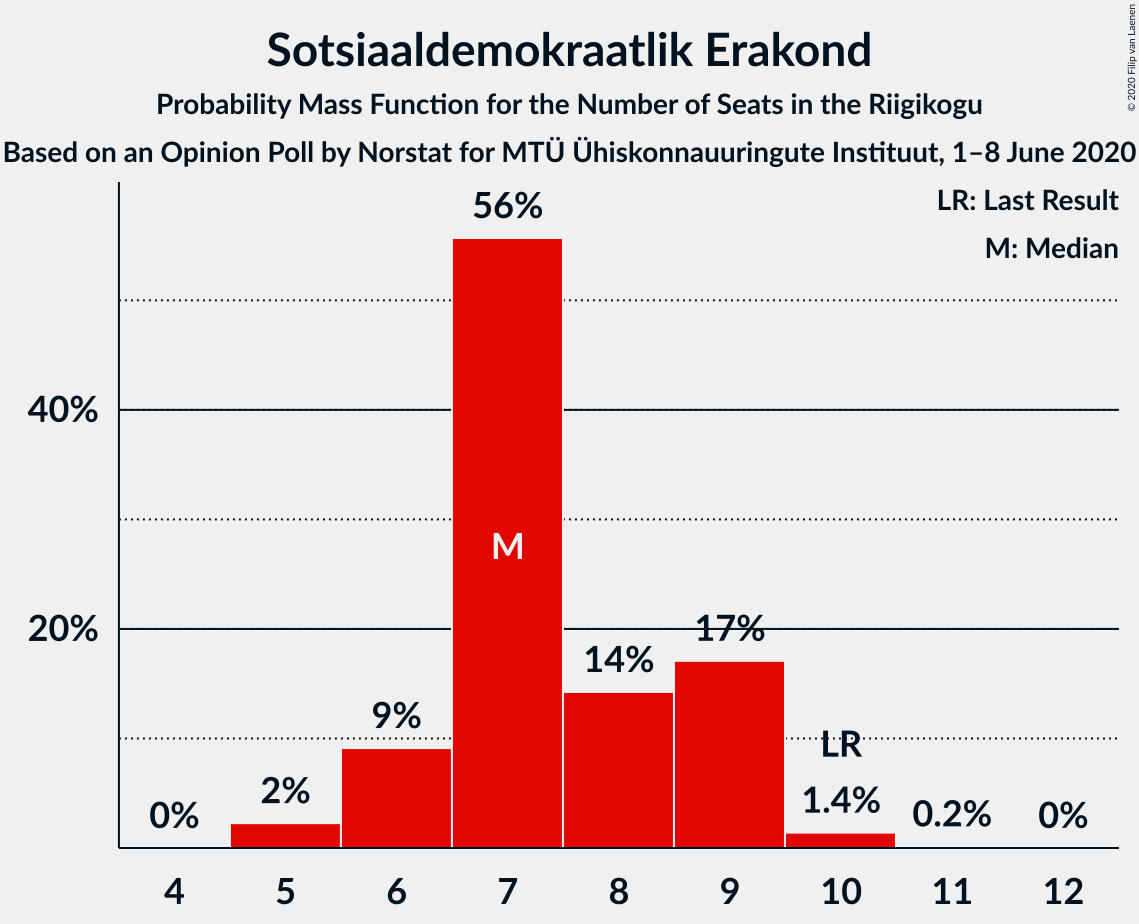 Sotsiaaldemokraatlik Erakond
Probability Mass Function for the Number of Seats in the Riigikogu
Based on an Opinion Poll by Norstat for MTÜ Ühiskonnauuringute Instituut, 1–8 June 2020
© 2020 Filip van Laenen
LR: Last Result
M: Median
56%
40%
M
20%
17%
14%
9%
LR
2%
1.4%
0%
0.2%
0%
4 5 6 7 8 9 10 11 12